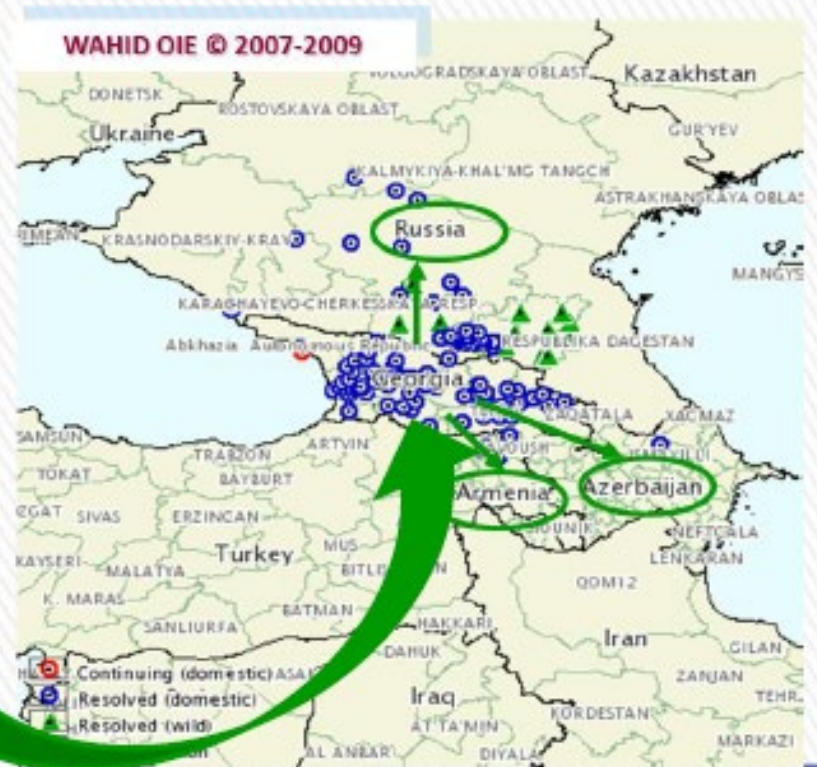 WAHID OIE © 2007-2009
VOLGOGRADSKAYA OBLAST
Kazakhstan
DONETSK
ROSTOVSKAYA OBLAST
Ukraine
GUR'YEV
KALMYKIYA-KHAL'MG TANGCH
ASTRAKHANSKAYA OBLAS
Russia
KRASNODARSKIY-KRAY
MANGYS
KARACHAYEVO-CHERKESSKAYA RESP.
Abkhazia Autonomous Republic
RESPUBLIKA DAGESTAN
Georgia
ZAQATALA
XACMAZ
SAMSUN
ARTVIN
TRABZON
TOKAT
BAYBURT
Armenia
Azerbaijan
SIVAS
ERZINCAN
NEFTCALA
Turkey
MUS
LENKARAN
KAYSERI
MALATYA
QOM12
K. MARAS
BATMAN
SANLIURFA
HAKKARI
DAHUK
Iran
GILAN
Continuing (domestic)
ZANJAN
Resolved (domestic)
Iraq
TEHR
KORDESTAN
Resolved (wild)
AT TA'MIN
MARKAZI
AL ANBAR
DIYALA